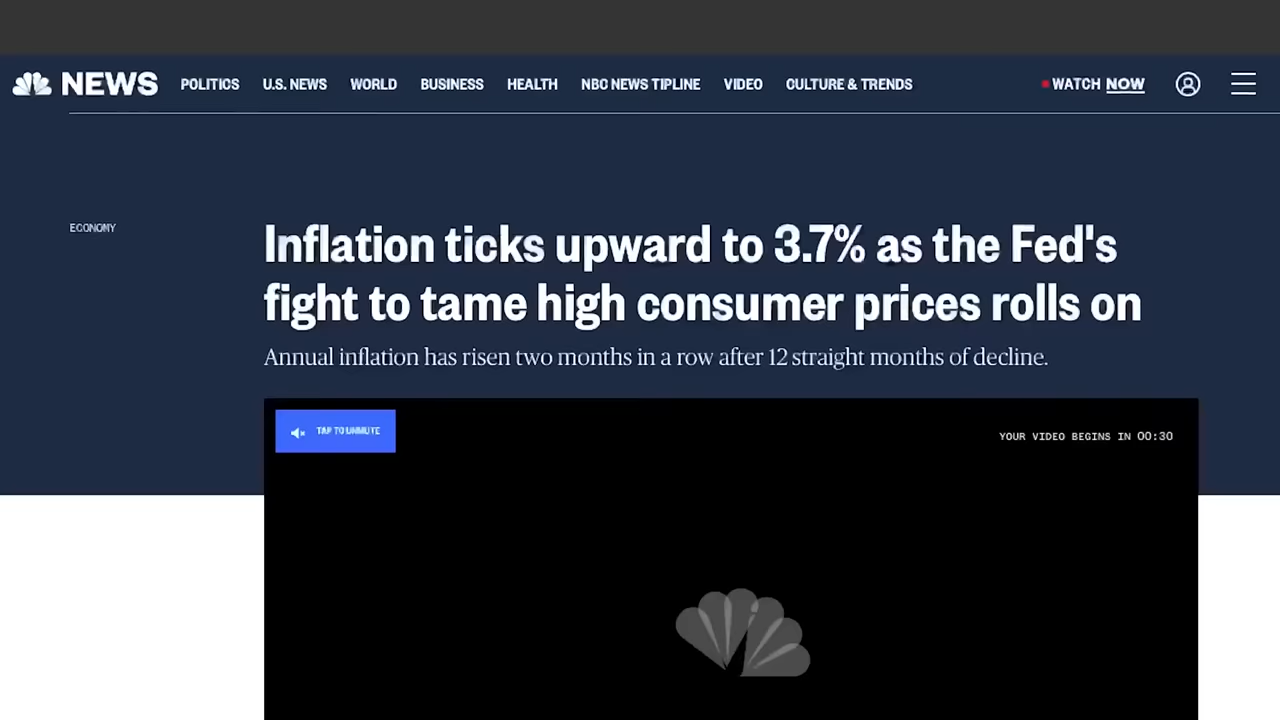 NEWS POLITICS U.S. NEWS WORLD BUSINESS HEALTH NBC NEWS TIPLINE VIDEO CULTURE & TRENDS WATCH NOW
ECONOMY
Inflation ticks upward to 3.7% as the Fed's
fight to tame high consumer prices rolls on
Annual inflation has risen two months in a row after 12 straight months of decline.
TAP TO UNMUTE
YOUR VIDEO BEGINS IN 00:30